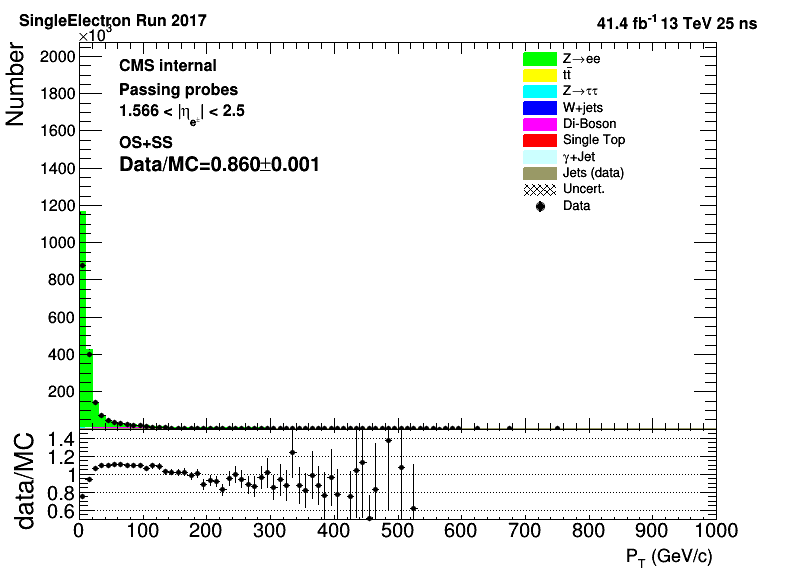 SingleElectron Run 2017
41.4 fb⁻¹ 13 TeV 25 ns
×10³
Number
CMS internal
Passing probes
1.566 < |η_e±| < 2.5
OS+SS
Data/MC=0.860±0.001
Z→ee
tt̄
Z→ττ
W+jets
Di-Boson
Single Top
γ+Jet
Jets (data)
Uncert.
Data
2000
1800
1600
1400
1200
1000
800
600
400
200
data/MC
1.4
1.2
1
0.8
0.6
0 100 200 300 400 500 600 700 800 900 1000
P_T (GeV/c)